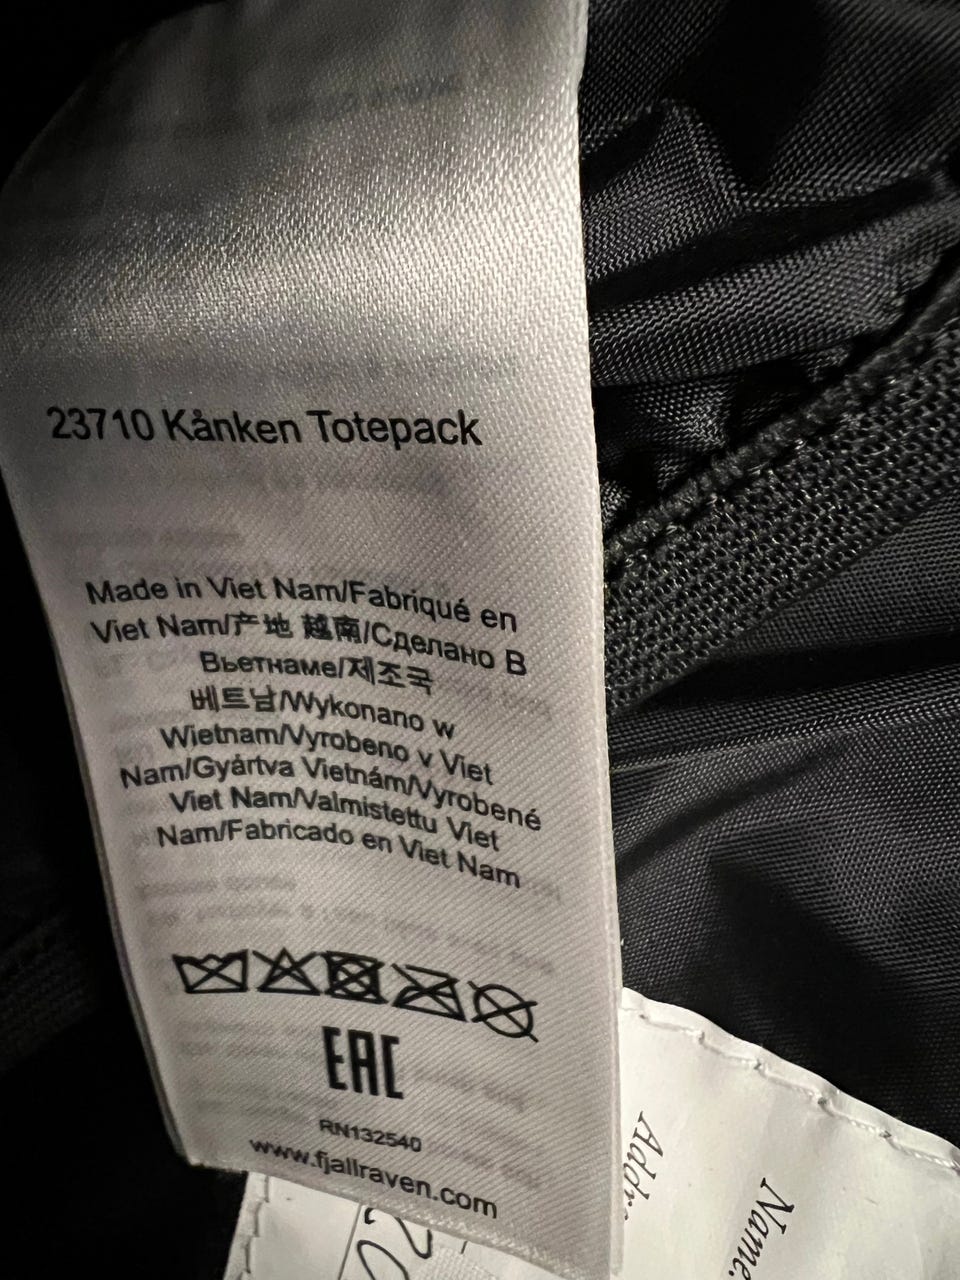 23710 Kånken Totepack
Made in Viet Nam/Fabriqué en
Viet Nam/产地 越南/Сделано В
Вьетнаме/제조국
베트남/Wykonano w
Wietnam/Vyrobeno v Viet
Nam/Gyártva Vietnám/Vyrobené
Viet Nam/Valmistettu Viet
Nam/Fabricado en Viet Nam
EAC
RN132540
www.fjallraven.com
Name